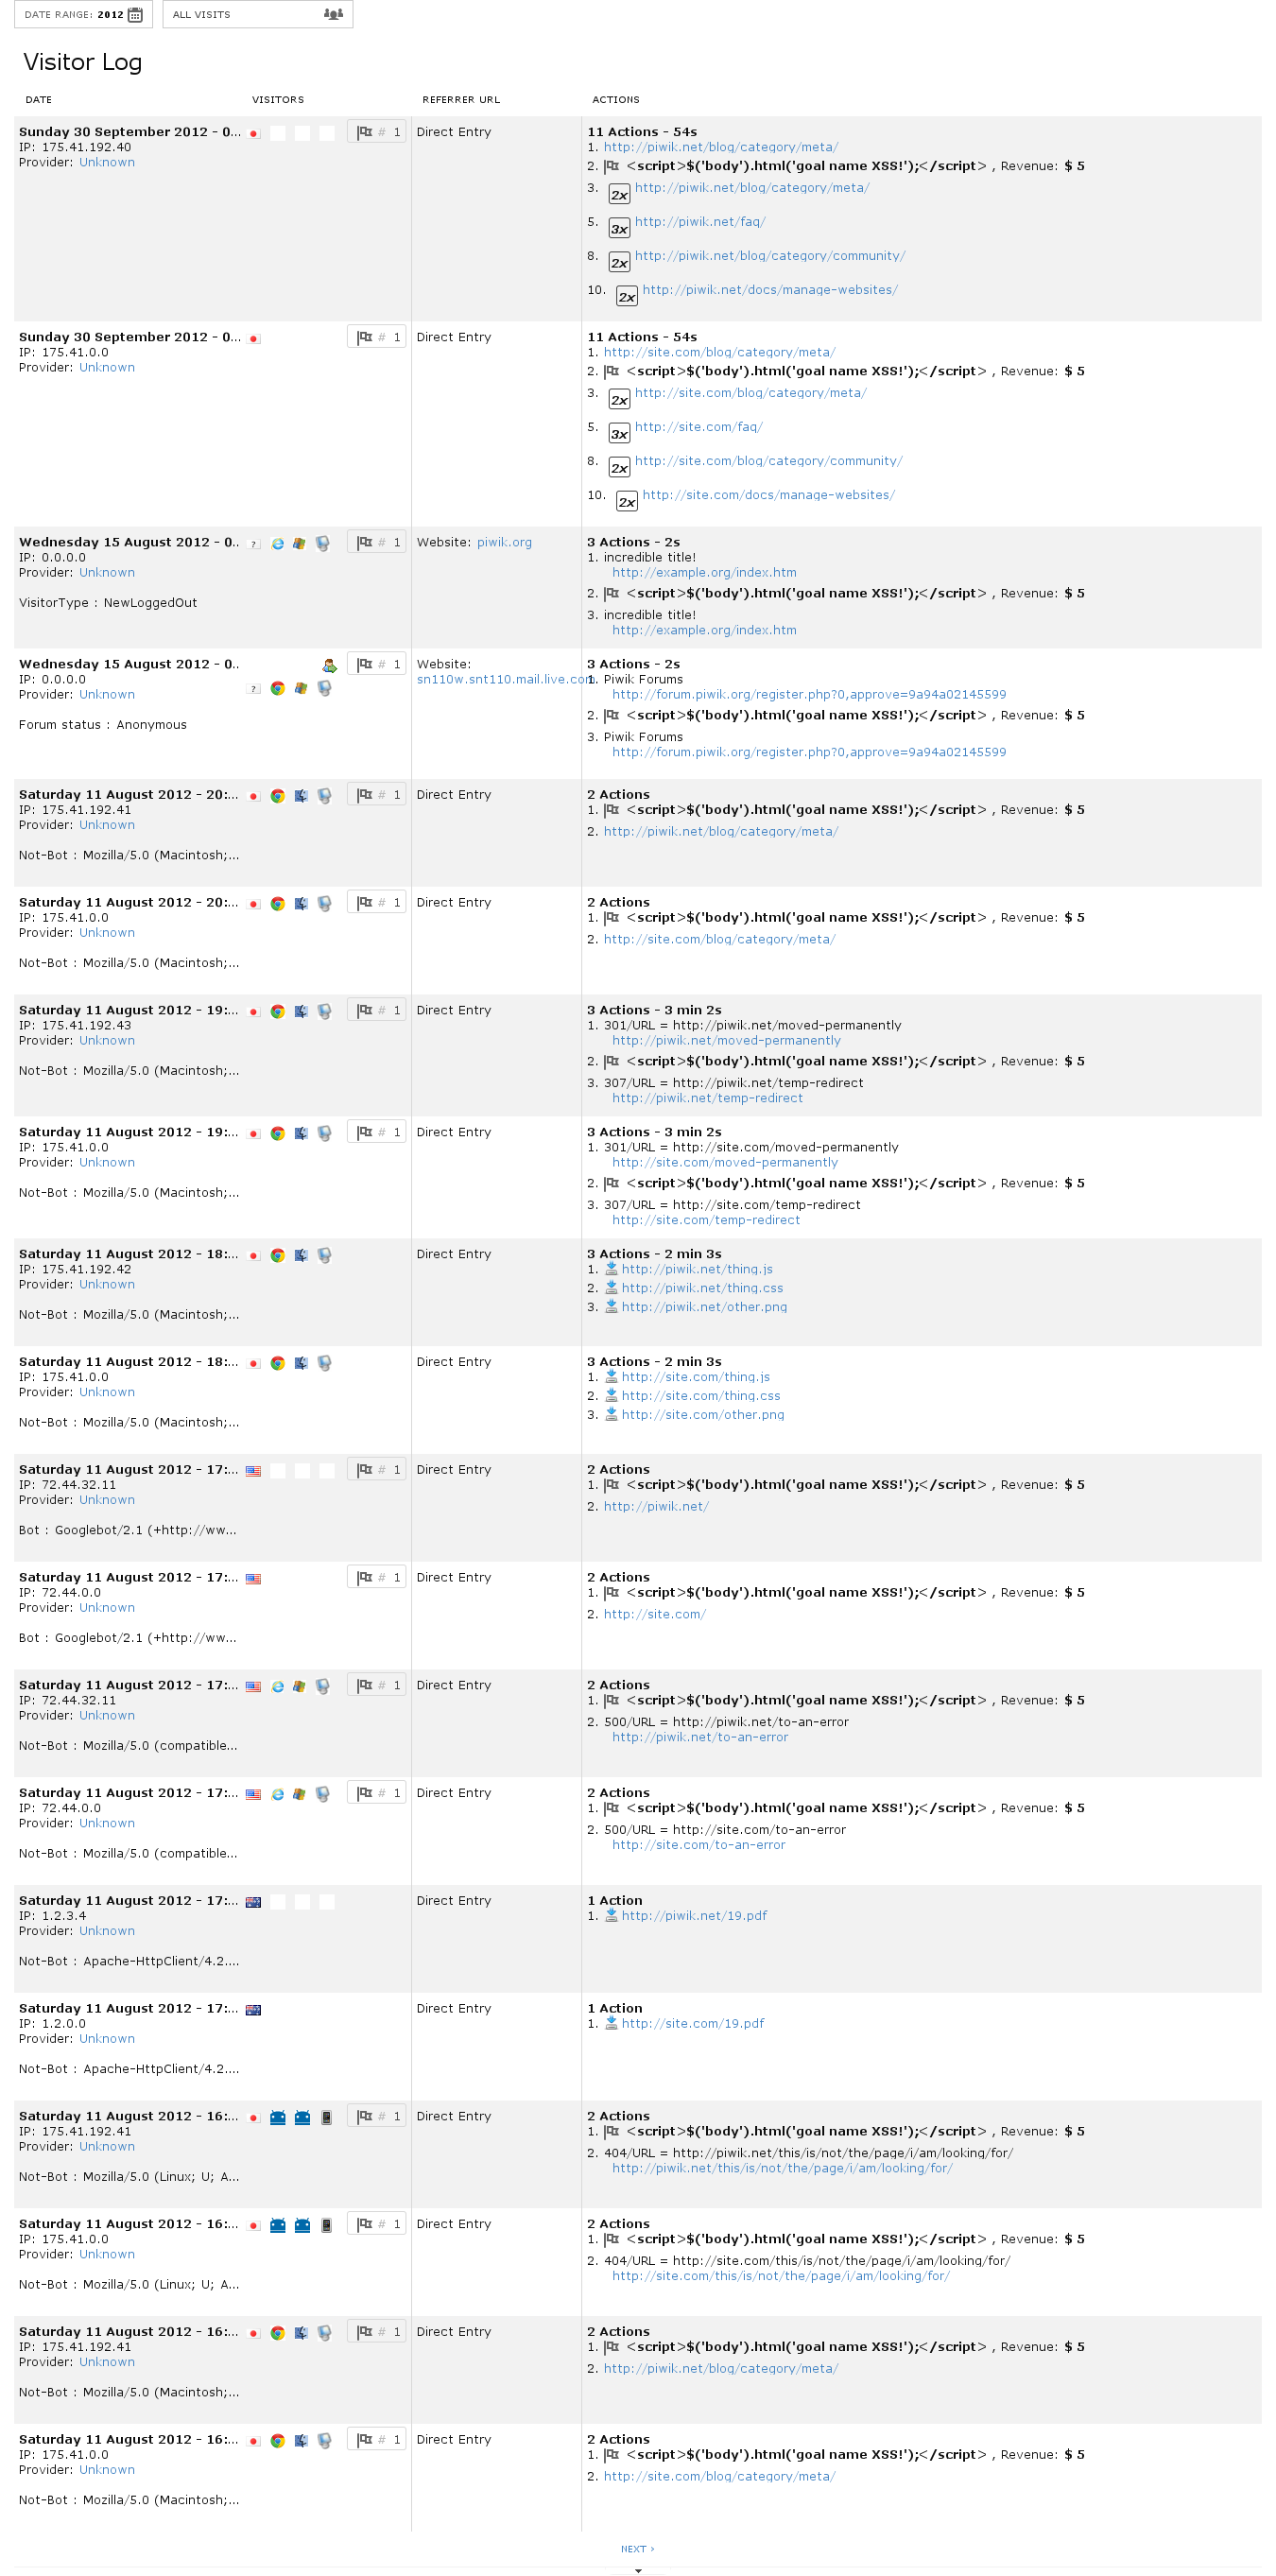 DATE RANGE: 2012
ALL VISITS
Visitor Log
DATE VISITORS REFERRER URL ACTIONS
Sunday 30 September 2012 - 0... # 1 Direct Entry 11 Actions - 54s
IP: 175.41.192.40 1. http://piwik.net/blog/category/meta/
Provider: Unknown 2. <script>$('body').html('goal name XSS!');</script> , Revenue: $ 5
3. 2x http://piwik.net/blog/category/meta/
5. 3x http://piwik.net/faq/
8. 2x http://piwik.net/blog/category/community/
10. 2x http://piwik.net/docs/manage-websites/
Sunday 30 September 2012 - 0... # 1 Direct Entry 11 Actions - 54s
IP: 175.41.0.0 1. http://site.com/blog/category/meta/
Provider: Unknown 2. <script>$('body').html('goal name XSS!');</script> , Revenue: $ 5
3. 2x http://site.com/blog/category/meta/
5. 3x http://site.com/faq/
8. 2x http://site.com/blog/category/community/
10. 2x http://site.com/docs/manage-websites/
Wednesday 15 August 2012 - 0.. ? # 1 Website: piwik.org 3 Actions - 2s
IP: 0.0.0.0 1. incredible title!
Provider: Unknown http://example.org/index.htm
2. <script>$('body').html('goal name XSS!');</script> , Revenue: $ 5
VisitorType : NewLoggedOut
3. incredible title!
http://example.org/index.htm
Wednesday 15 August 2012 - 0.. # 1 Website: 3 Actions - 2s
IP: 0.0.0.0 ? sn110w.snt110.mail.live.com 1. Piwik Forums
Provider: Unknown http://forum.piwik.org/register.php?0,approve=9a94a02145599
2. <script>$('body').html('goal name XSS!');</script> , Revenue: $ 5
Forum status : Anonymous
3. Piwik Forums
http://forum.piwik.org/register.php?0,approve=9a94a02145599
Saturday 11 August 2012 - 20:... # 1 Direct Entry 2 Actions
IP: 175.41.192.41 1. <script>$('body').html('goal name XSS!');</script> , Revenue: $ 5
Provider: Unknown 2. http://piwik.net/blog/category/meta/
Not-Bot : Mozilla/5.0 (Macintosh;...
Saturday 11 August 2012 - 20:... # 1 Direct Entry 2 Actions
IP: 175.41.0.0 1. <script>$('body').html('goal name XSS!');</script> , Revenue: $ 5
Provider: Unknown 2. http://site.com/blog/category/meta/
Not-Bot : Mozilla/5.0 (Macintosh;...
Saturday 11 August 2012 - 19:... # 1 Direct Entry 3 Actions - 3 min 2s
IP: 175.41.192.43 1. 301/URL = http://piwik.net/moved-permanently
Provider: Unknown http://piwik.net/moved-permanently
2. <script>$('body').html('goal name XSS!');</script> , Revenue: $ 5
Not-Bot : Mozilla/5.0 (Macintosh;...
3. 307/URL = http://piwik.net/temp-redirect
http://piwik.net/temp-redirect
Saturday 11 August 2012 - 19:... # 1 Direct Entry 3 Actions - 3 min 2s
IP: 175.41.0.0 1. 301/URL = http://site.com/moved-permanently
Provider: Unknown http://site.com/moved-permanently
2. <script>$('body').html('goal name XSS!');</script> , Revenue: $ 5
Not-Bot : Mozilla/5.0 (Macintosh;...
3. 307/URL = http://site.com/temp-redirect
http://site.com/temp-redirect
Saturday 11 August 2012 - 18:... Direct Entry 3 Actions - 2 min 3s
IP: 175.41.192.42 1. http://piwik.net/thing.js
Provider: Unknown 2. http://piwik.net/thing.css
3. http://piwik.net/other.png
Not-Bot : Mozilla/5.0 (Macintosh;...
Saturday 11 August 2012 - 18:... Direct Entry 3 Actions - 2 min 3s
IP: 175.41.0.0 1. http://site.com/thing.js
Provider: Unknown 2. http://site.com/thing.css
3. http://site.com/other.png
Not-Bot : Mozilla/5.0 (Macintosh;...
Saturday 11 August 2012 - 17:... # 1 Direct Entry 2 Actions
IP: 72.44.32.11 1. <script>$('body').html('goal name XSS!');</script> , Revenue: $ 5
Provider: Unknown 2. http://piwik.net/
Bot : Googlebot/2.1 (+http://ww...
Saturday 11 August 2012 - 17:... # 1 Direct Entry 2 Actions
IP: 72.44.0.0 1. <script>$('body').html('goal name XSS!');</script> , Revenue: $ 5
Provider: Unknown 2. http://site.com/
Bot : Googlebot/2.1 (+http://ww...
Saturday 11 August 2012 - 17:... # 1 Direct Entry 2 Actions
IP: 72.44.32.11 1. <script>$('body').html('goal name XSS!');</script> , Revenue: $ 5
Provider: Unknown 2. 500/URL = http://piwik.net/to-an-error
http://piwik.net/to-an-error
Not-Bot : Mozilla/5.0 (compatible...
Saturday 11 August 2012 - 17:... # 1 Direct Entry 2 Actions
IP: 72.44.0.0 1. <script>$('body').html('goal name XSS!');</script> , Revenue: $ 5
Provider: Unknown 2. 500/URL = http://site.com/to-an-error
http://site.com/to-an-error
Not-Bot : Mozilla/5.0 (compatible...
Saturday 11 August 2012 - 17:... Direct Entry 1 Action
IP: 1.2.3.4 1. http://piwik.net/19.pdf
Provider: Unknown
Not-Bot : Apache-HttpClient/4.2....
Saturday 11 August 2012 - 17:... Direct Entry 1 Action
IP: 1.2.0.0 1. http://site.com/19.pdf
Provider: Unknown
Not-Bot : Apache-HttpClient/4.2....
Saturday 11 August 2012 - 16:... # 1 Direct Entry 2 Actions
IP: 175.41.192.41 1. <script>$('body').html('goal name XSS!');</script> , Revenue: $ 5
Provider: Unknown 2. 404/URL = http://piwik.net/this/is/not/the/page/i/am/looking/for/
http://piwik.net/this/is/not/the/page/i/am/looking/for/
Not-Bot : Mozilla/5.0 (Linux; U; A...
Saturday 11 August 2012 - 16:... # 1 Direct Entry 2 Actions
IP: 175.41.0.0 1. <script>$('body').html('goal name XSS!');</script> , Revenue: $ 5
Provider: Unknown 2. 404/URL = http://site.com/this/is/not/the/page/i/am/looking/for/
http://site.com/this/is/not/the/page/i/am/looking/for/
Not-Bot : Mozilla/5.0 (Linux; U; A...
Saturday 11 August 2012 - 16:... # 1 Direct Entry 2 Actions
IP: 175.41.192.41 1. <script>$('body').html('goal name XSS!');</script> , Revenue: $ 5
Provider: Unknown 2. http://piwik.net/blog/category/meta/
Not-Bot : Mozilla/5.0 (Macintosh;...
Saturday 11 August 2012 - 16:... # 1 Direct Entry 2 Actions
IP: 175.41.0.0 1. <script>$('body').html('goal name XSS!');</script> , Revenue: $ 5
Provider: Unknown 2. http://site.com/blog/category/meta/
Not-Bot : Mozilla/5.0 (Macintosh;...
NEXT ›